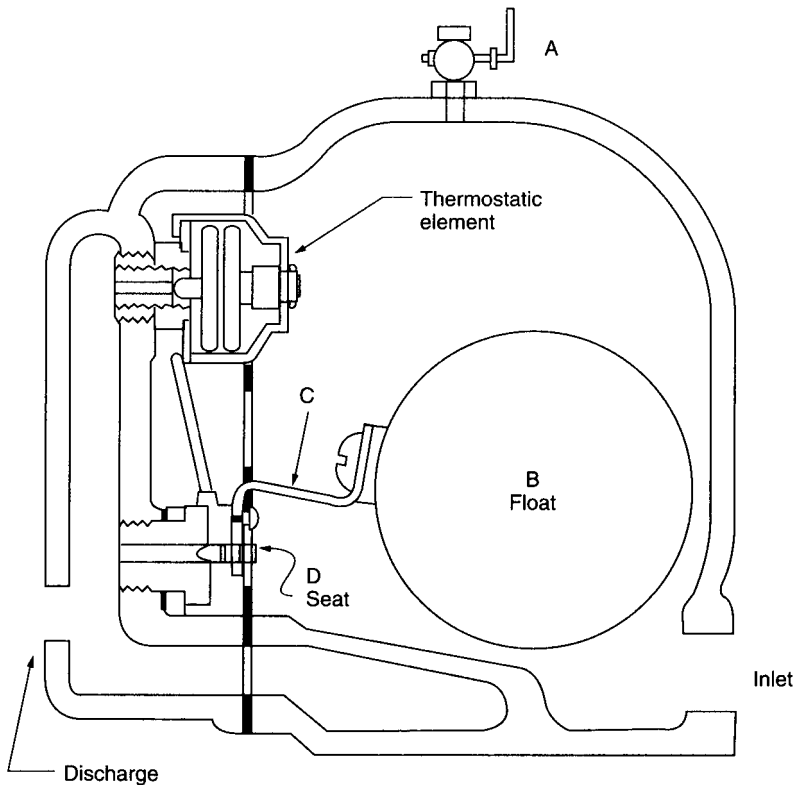 A
Thermostatic
element
C
B
Float
D
Seat
Inlet
Discharge